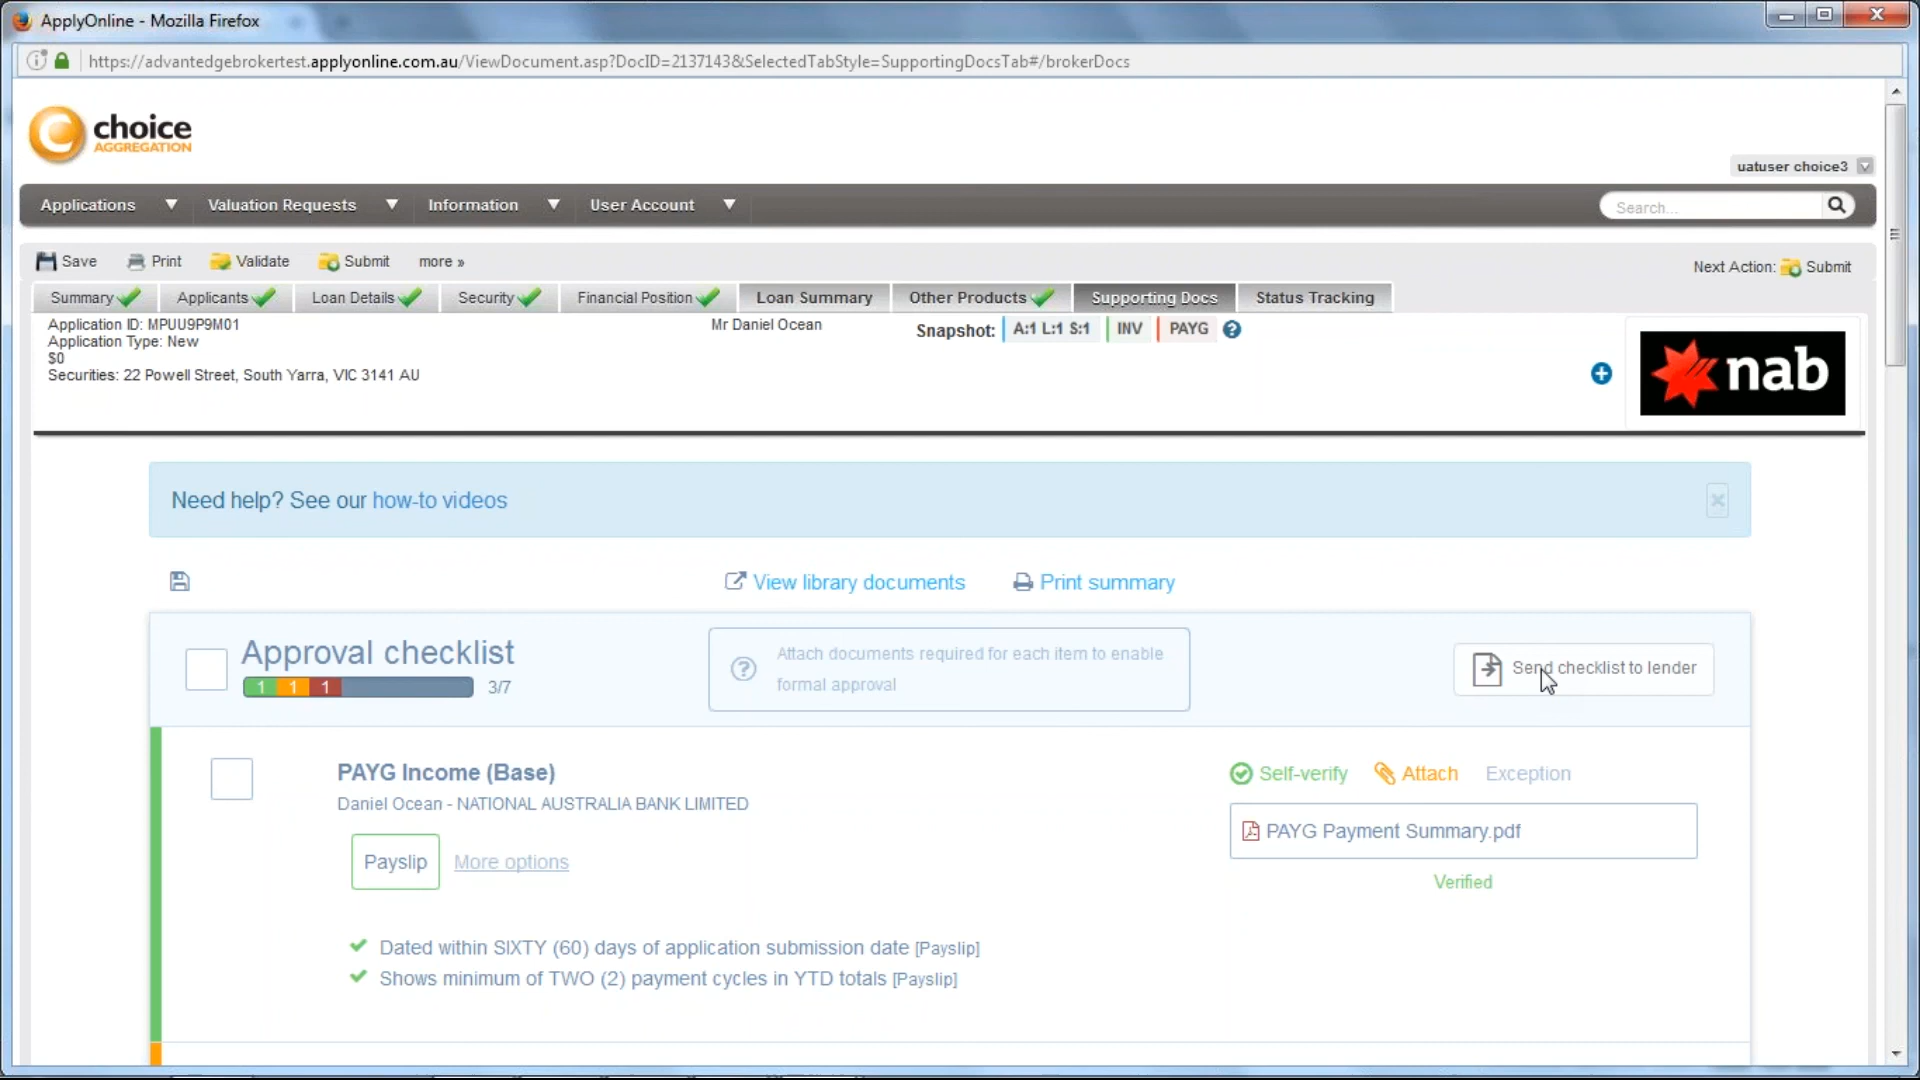 ApplyOnline - Mozilla Firefox
https://advantedgebrokertest.applyonline.com.au/ViewDocument.asp?DocID=2137143&SelectedTabStyle=SupportingDocsTab#/brokerDocs
choice
AGGREGATION
uatuser choice3
Applications Valuation Requests Information User Account Search...
Save Print Validate Submit more » Next Action: Submit
Summary Applicants Loan Details Security Financial Position Loan Summary Other Products Supporting Docs Status Tracking
Application ID: MPUU9P9M01 Mr Daniel Ocean Snapshot: A:1 L:1 S:1 INV PAYG
Application Type: New
$0
Securities: 22 Powell Street, South Yarra, VIC 3141 AU
nab
Need help? See our how-to videos
View library documents Print summary
Approval checklist
1 1 1 3/7
Attach documents required for each item to enable
formal approval
Send checklist to lender
PAYG Income (Base)
Daniel Ocean - NATIONAL AUSTRALIA BANK LIMITED
Self-verify Attach Exception
PAYG Payment Summary.pdf
Verified
Payslip More options
Dated within SIXTY (60) days of application submission date [Payslip]
Shows minimum of TWO (2) payment cycles in YTD totals [Payslip]